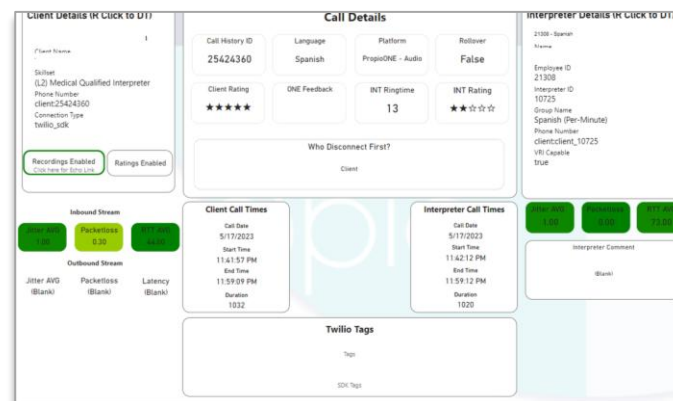 Client Details (R Click to DT)
1
Client Name
Skillset
(L2) Medical Qualified Interpreter
Phone Number
client:25424360
Connection Type
twilio_sdk
Recordings Enabled
Click here for Echo Link
Ratings Enabled
Inbound Stream
Jitter AVG
1.00
Packetloss
0.30
RTT AVG
Outbound Stream
Jitter AVG
(Blank)
Packetloss
(Blank)
Latency
(Blank)
Call Details
Call History ID
25424360
Language
Spanish
Platform
PropioONE - Audio
Rollover
False
Client Rating
★★★★★
ONE Feedback
INT Ringtime
13
INT Rating
★★☆☆☆
Who Disconnect First?
Client
Client Call Times
Call Date
5/17/2023
Start Time
11:41:57 PM
End Time
11:59:09 PM
Duration
1032
Interpreter Call Times
Call Date
5/17/2023
Start Time
11:42:12 PM
End Time
11:59:12 PM
Duration
1020
Twilio Tags
Tags
SDK Tags
Interpreter Details (R Click to DT)
21308 - Spanish
Name
Employee ID
21308
Interpreter ID
10725
Group Name
Spanish (Per-Minute)
Phone Number
client:client_10725
VRI Capable
true
Jitter AVG
1.00
Packetloss
0.00
RTT AVG
73.00
Interpreter Comment
(Blank)